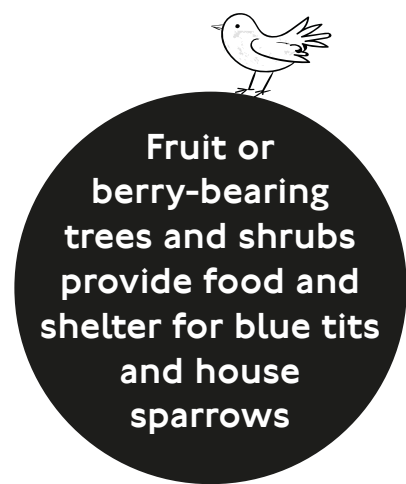 Fruit or
berry-bearing
trees and shrubs
provide food and
shelter for blue tits
and house
sparrows